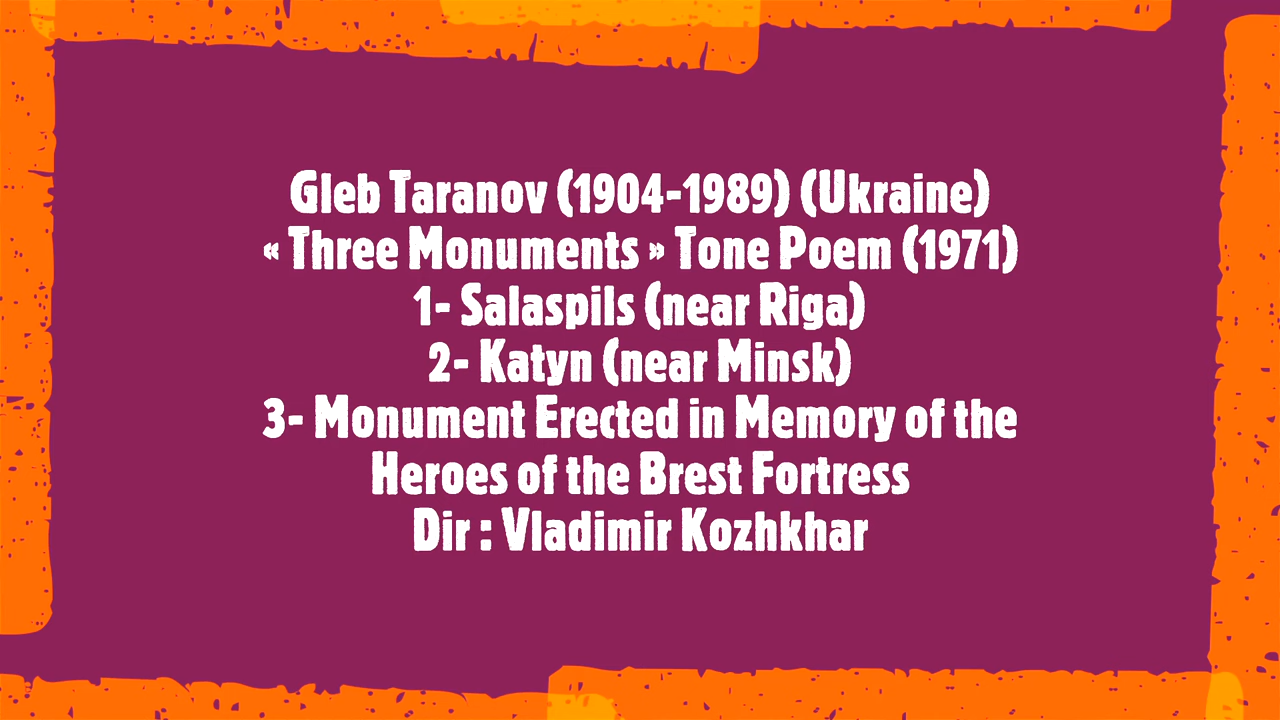 Gleb Taranov (1904-1989) (Ukraine)
« Three Monuments » Tone Poem (1971)
1- Salaspils (near Riga)
2- Katyn (near Minsk)
3- Monument Erected in Memory of the
Heroes of the Brest Fortress
Dir : Vladimir Kozhkhar